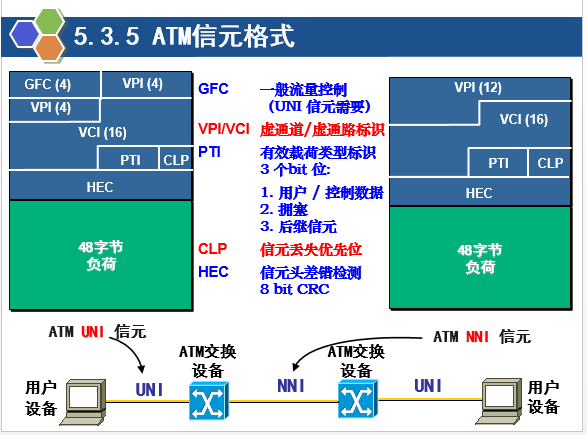 5.3.5 ATM信元格式
GFC (4)
VPI (4)
VPI (4)
VCI (16)
PTI
CLP
HEC
48字节
负荷
GFC 一般流量控制
(UNI 信元需要)
VPI/VCI 虚通道/虚通路标识
PTI 有效载荷类型标识
3 个bit 位:
1. 用户 / 控制数据
2. 拥塞
3. 后继信元
CLP 信元丢失优先位
HEC 信元头差错检测
8 bit CRC
VPI (12)
VCI (16)
PTI
CLP
HEC
48字节
负荷
ATM UNI 信元
ATM NNI 信元
用户
设备
UNI
ATM交换
设备
NNI
ATM交换
设备
UNI
用户
设备